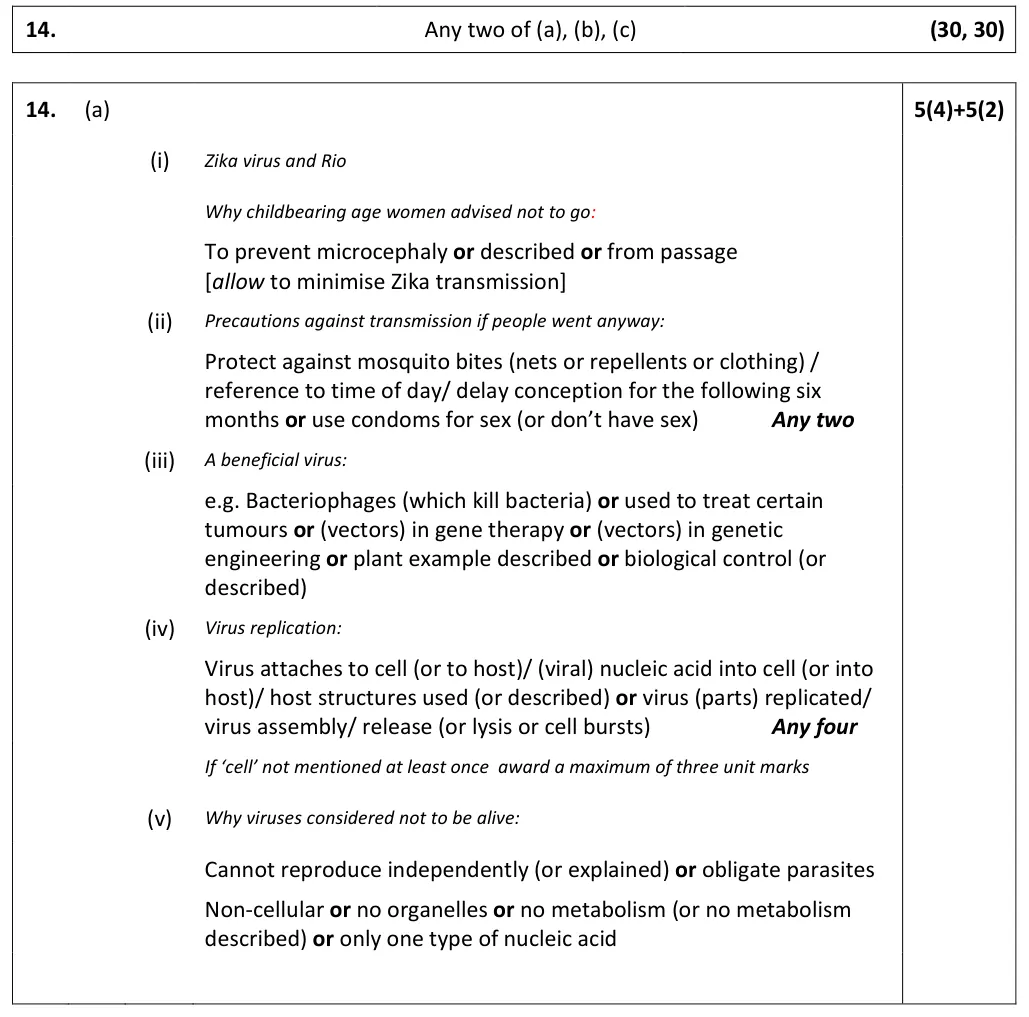 14. Any two of (a), (b), (c) (30, 30)
14. (a) 5(4)+5(2)
(i) Zika virus and Rio
Why childbearing age women advised not to go:
To prevent microcephaly or described or from passage
[allow to minimise Zika transmission]
(ii) Precautions against transmission if people went anyway:
Protect against mosquito bites (nets or repellents or clothing) /
reference to time of day/ delay conception for the following six
months or use condoms for sex (or don’t have sex) Any two
(iii) A beneficial virus:
e.g. Bacteriophages (which kill bacteria) or used to treat certain
tumours or (vectors) in gene therapy or (vectors) in genetic
engineering or plant example described or biological control (or
described)
(iv) Virus replication:
Virus attaches to cell (or to host)/ (viral) nucleic acid into cell (or into
host)/ host structures used (or described) or virus (parts) replicated/
virus assembly/ release (or lysis or cell bursts) Any four
If ‘cell’ not mentioned at least once award a maximum of three unit marks
(v) Why viruses considered not to be alive:
Cannot reproduce independently (or explained) or obligate parasites
Non-cellular or no organelles or no metabolism (or no metabolism
described) or only one type of nucleic acid